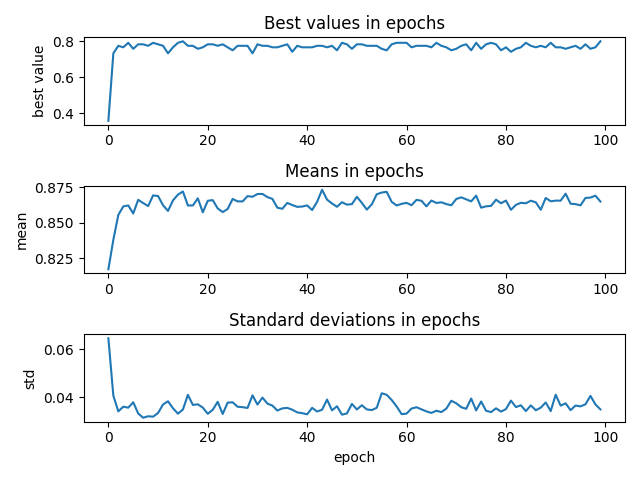 Best values in epochs
best value
0.8
0.6
0.4
0 20 40 60 80 100
Means in epochs
mean
0.875
0.850
0.825
0 20 40 60 80 100
Standard deviations in epochs
std
0.06
0.04
0 20 40 60 80 100
epoch